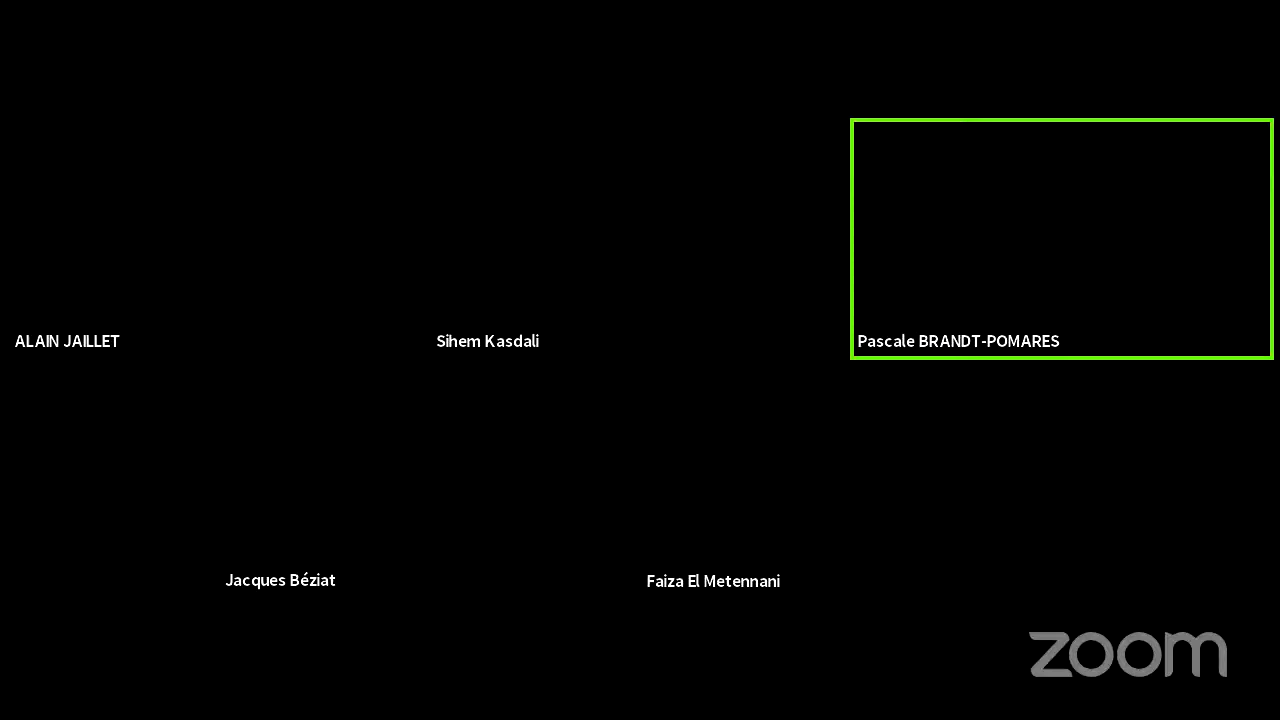 ALAIN JAILLET
Sihem Kasdali
Pascale BRANDT-POMARES
Jacques Béziat
Faiza El Metennani
zoom